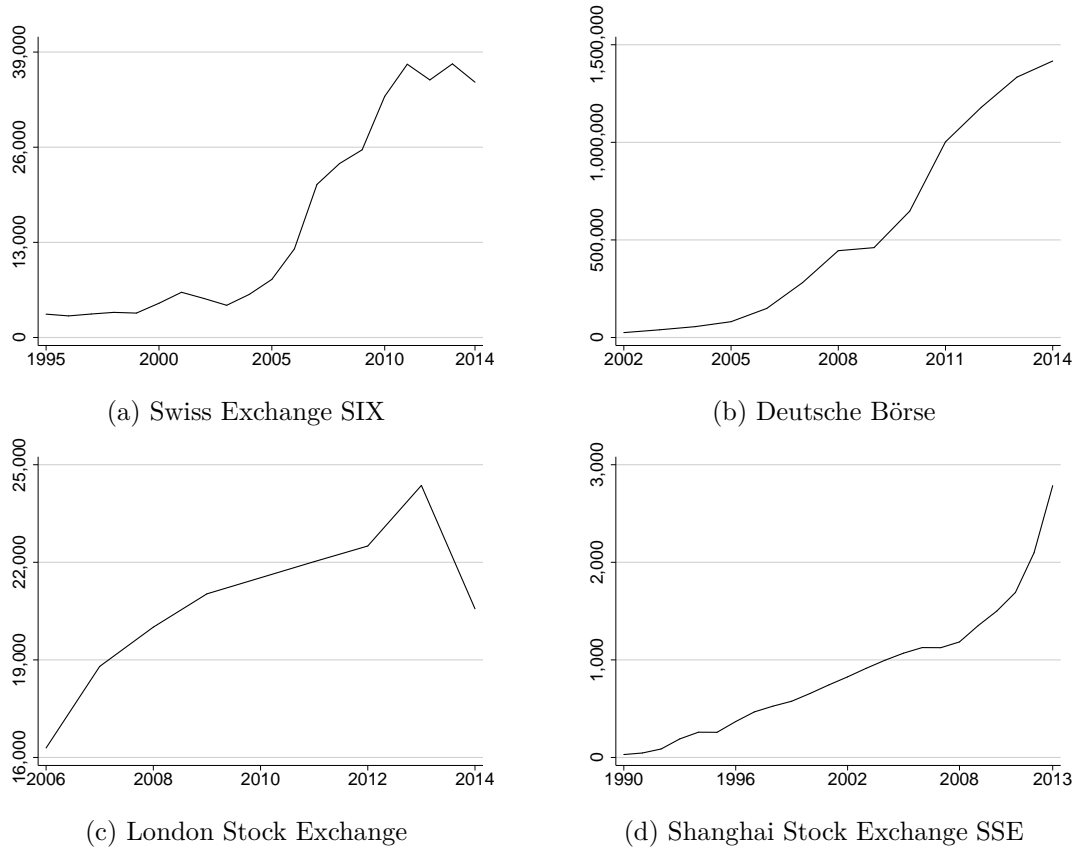 39,000
26,000
13,000
0
1995 2000 2005 2010 2014
(a) Swiss Exchange SIX
1,500,000
1,000,000
500,000
0
2002 2005 2008 2011 2014
(b) Deutsche Börse
25,000
22,000
19,000
16,000
2006 2008 2010 2012 2014
(c) London Stock Exchange
3,000
2,000
1,000
0
1990 1996 2002 2008 2013
(d) Shanghai Stock Exchange SSE